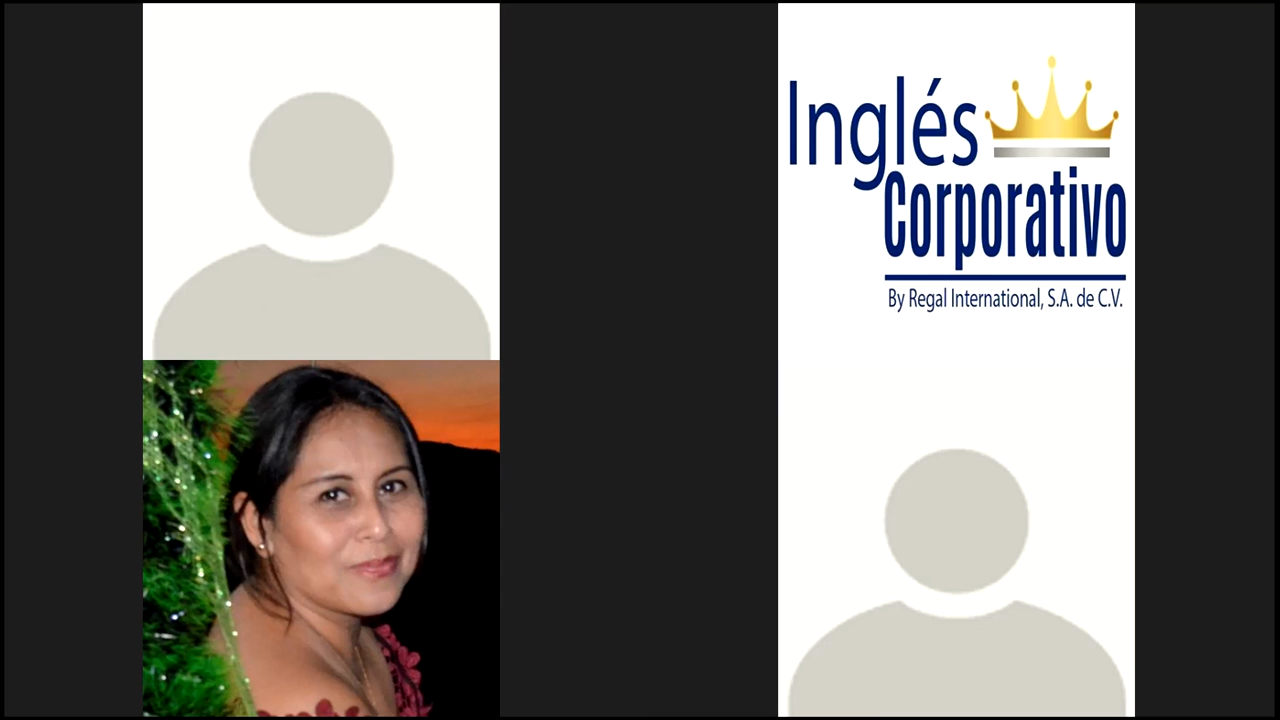 Inglés
Corporativo
By Regal International, S.A. de C.V.